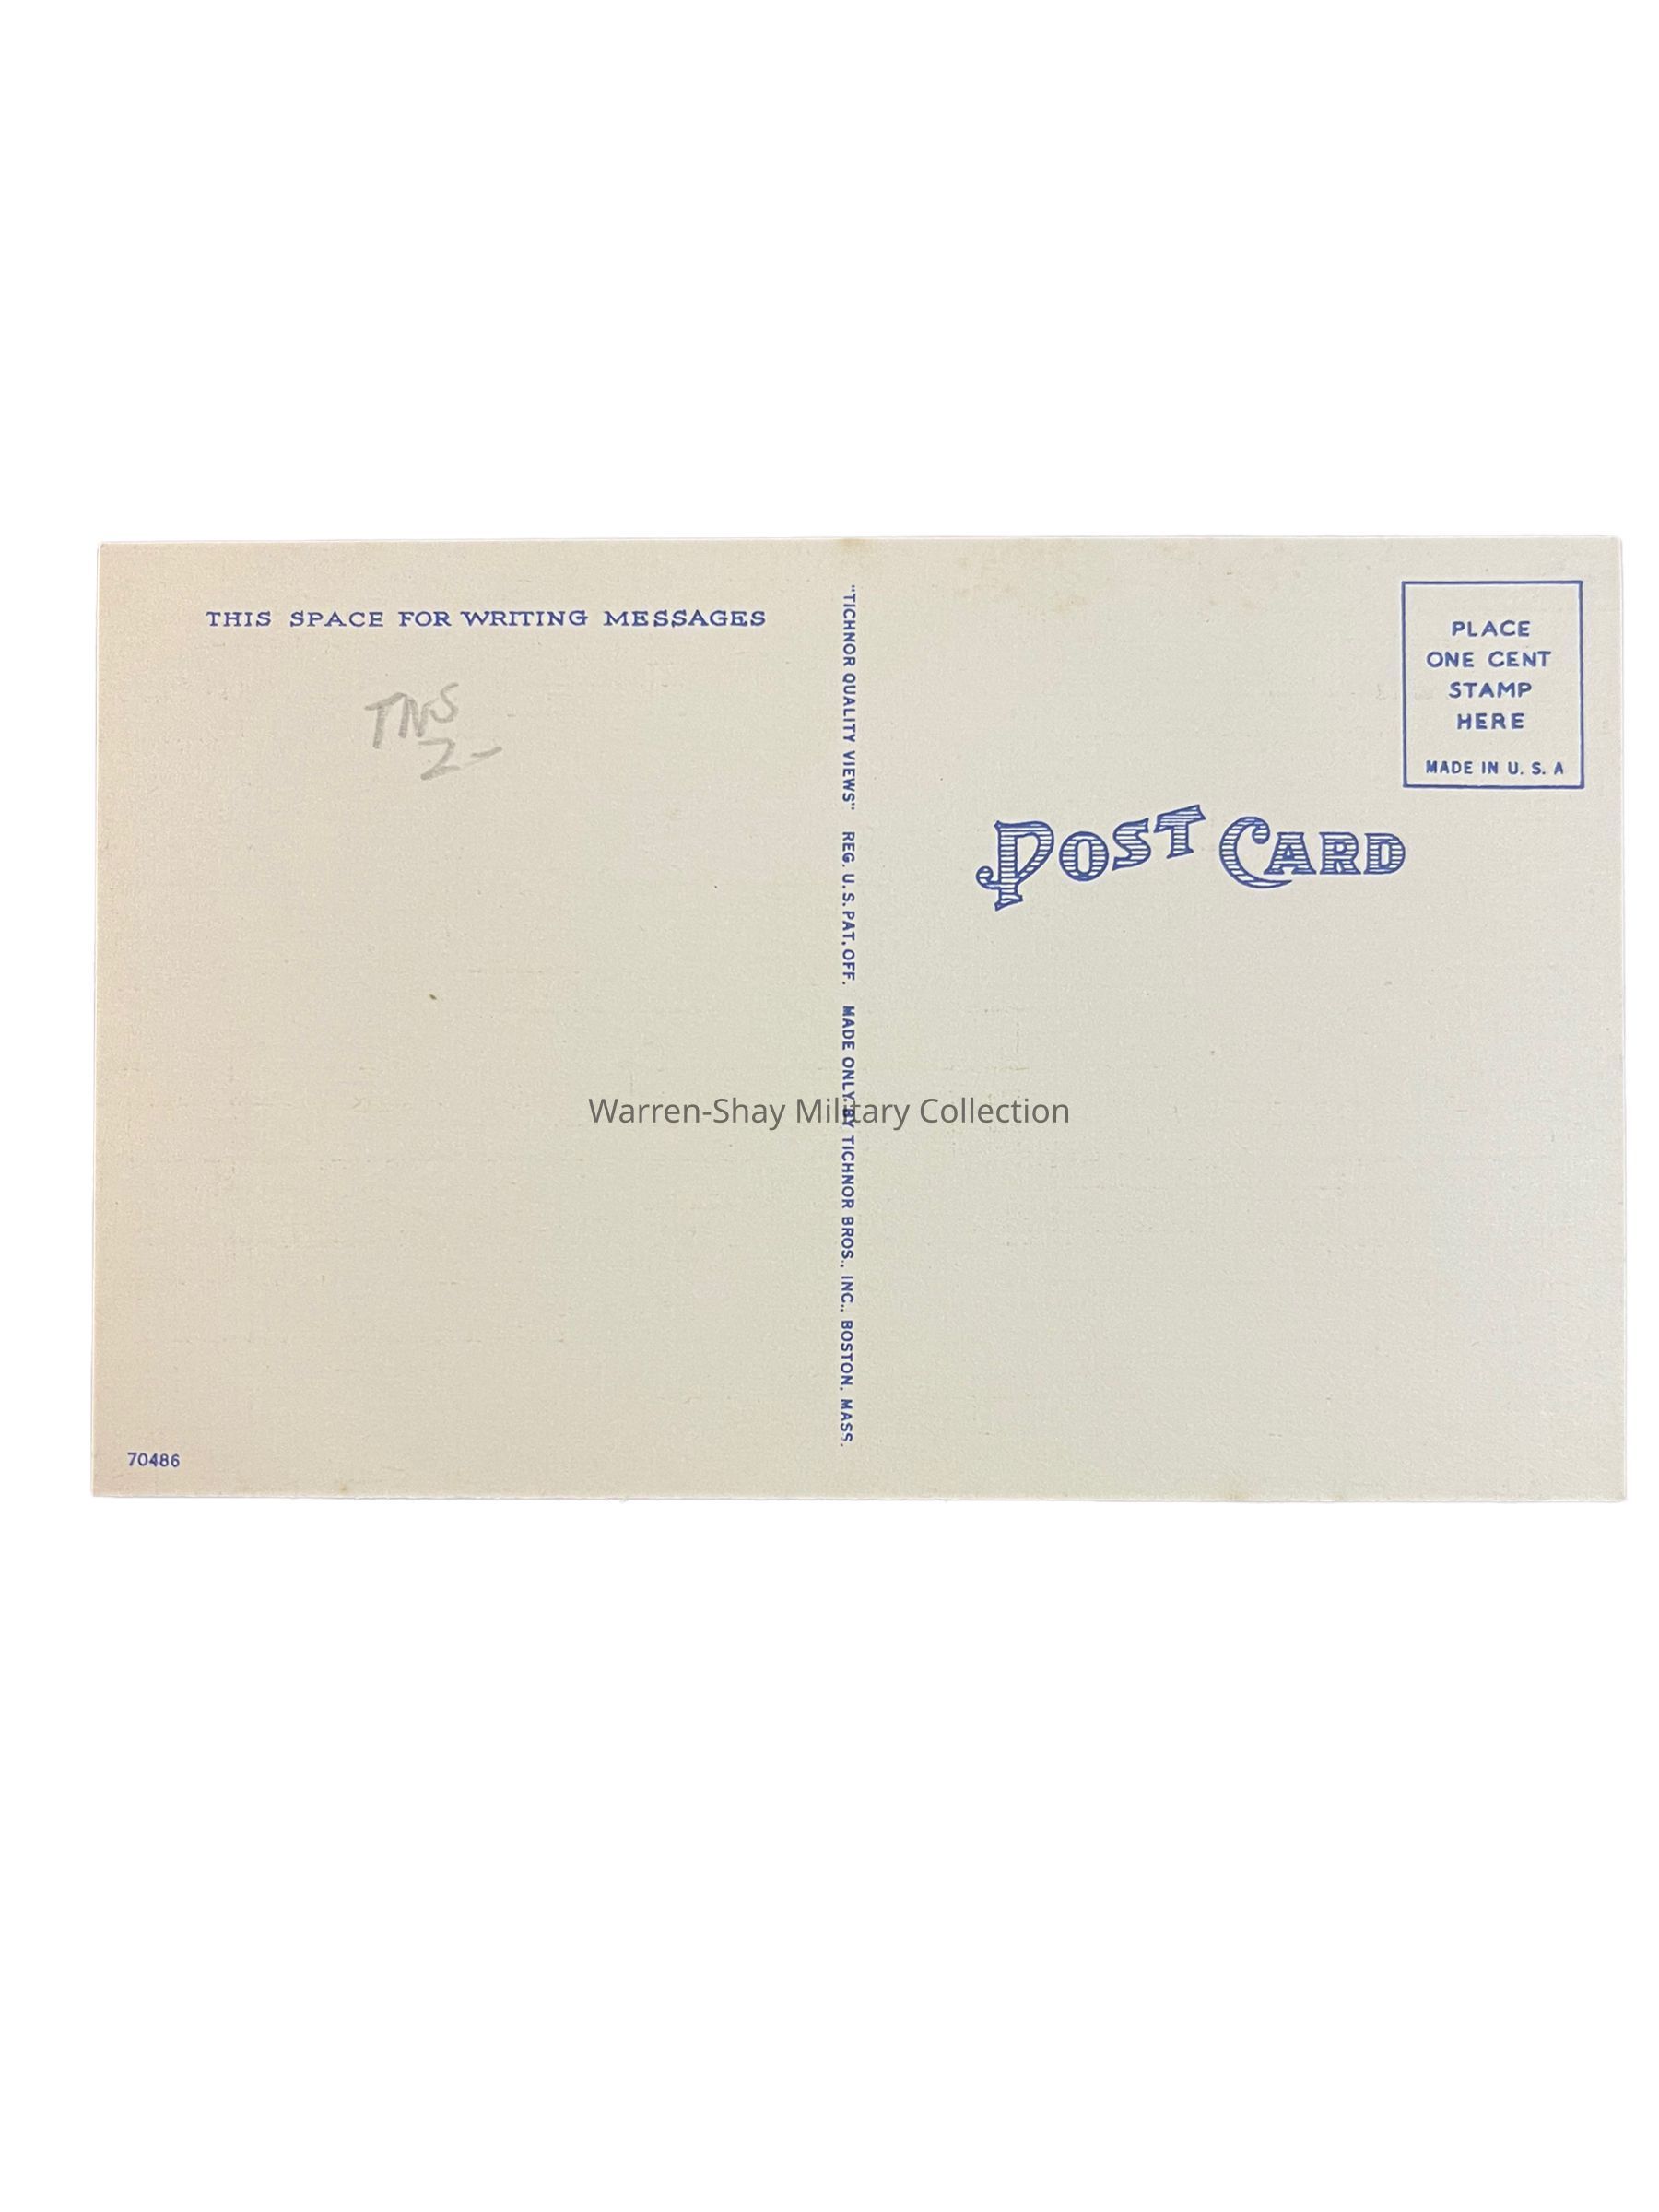 THIS SPACE FOR WRITING MESSAGES
TNS
2-
70486
"TICHNOR QUALITY VIEWS" REG. U. S. PAT. OFF. MADE ONLY BY TICHNOR BROS., INC., BOSTON, MASS.
PLACE
ONE CENT
STAMP
HERE
MADE IN U. S. A
POST CARD
Warren-Shay Military Collection